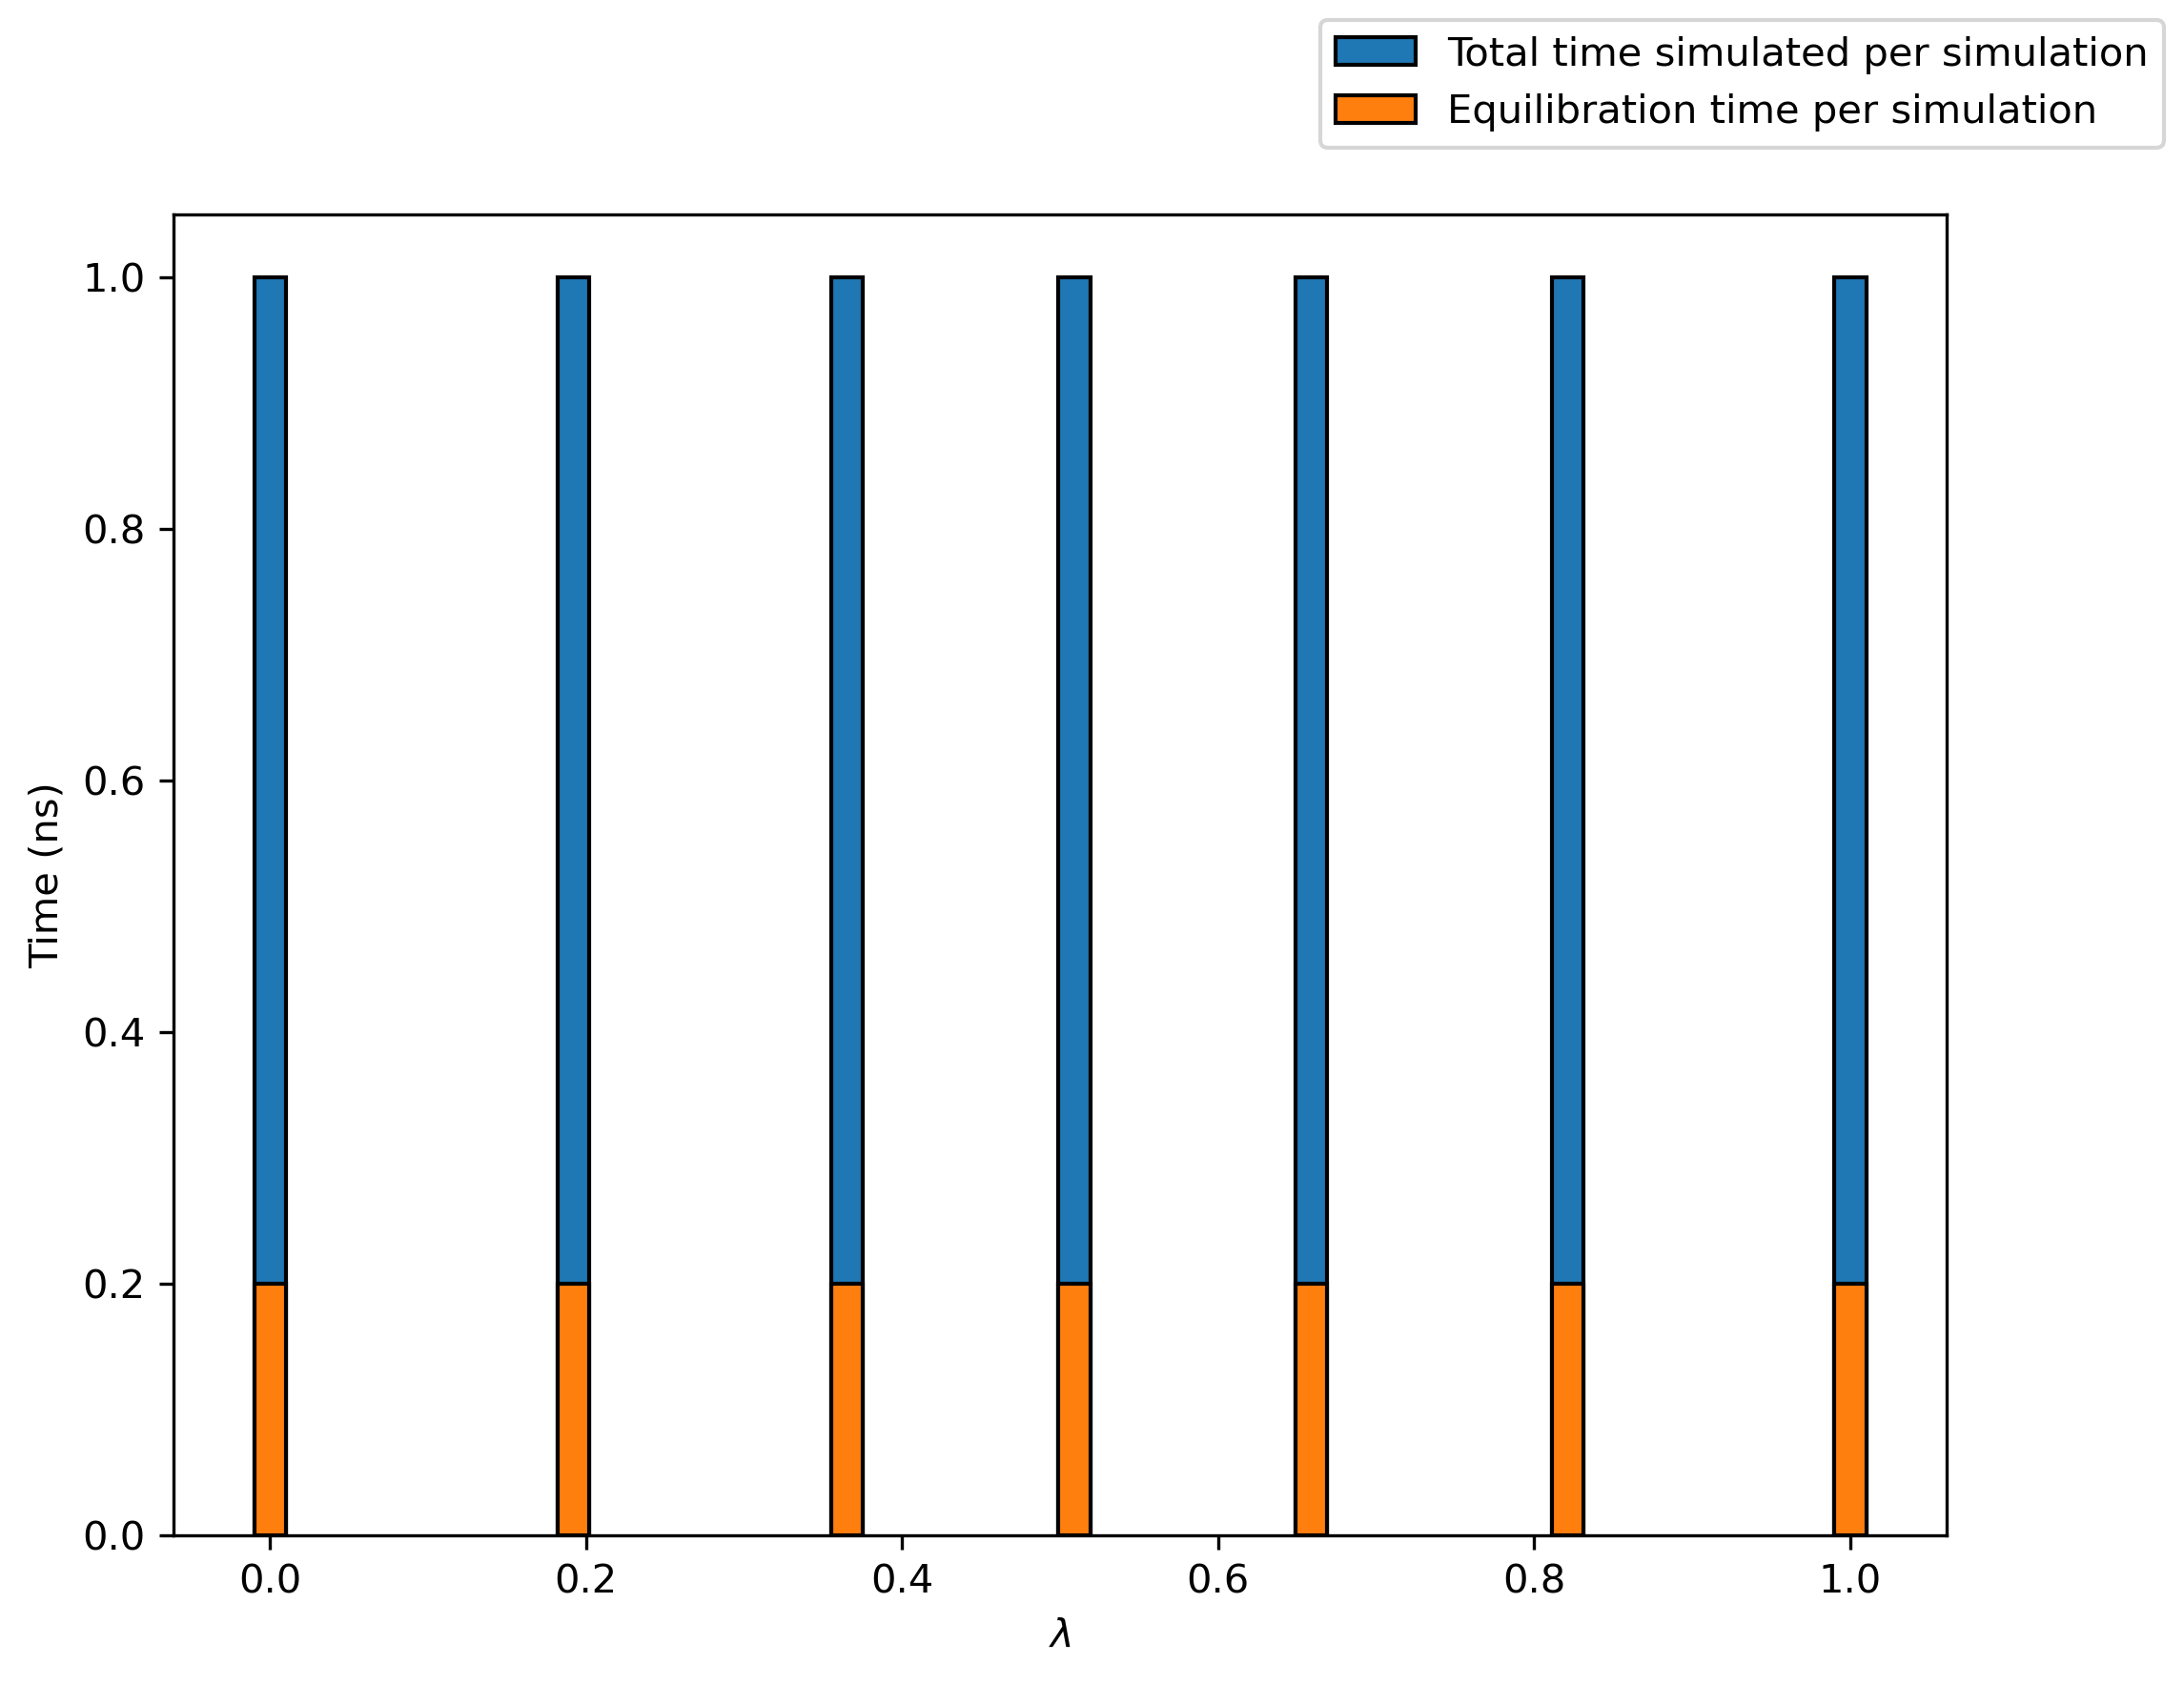 Total time simulated per simulation
Equilibration time per simulation
1.0
0.8
0.6
0.4
0.2
0.0
Time (ns)
0.0 0.2 0.4 0.6 0.8 1.0
λ